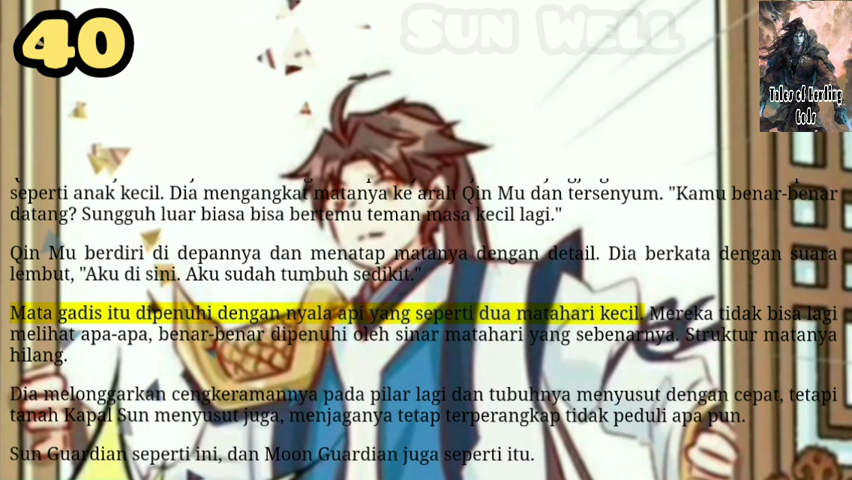 40
Sun Well
Tales of Herding
Gods
seperti anak kecil. Dia mengangkat matanya ke arah Qin Mu dan tersenyum. "Kamu benar-benar
datang? Sungguh luar biasa bisa bertemu teman masa kecil lagi."
Qin Mu berdiri di depannya dan menatap matanya dengan detail. Dia berkata dengan suara
lembut, "Aku di sini. Aku sudah tumbuh sedikit."
Mata gadis itu dipenuhi dengan nyala api yang seperti dua matahari kecil. Mereka tidak bisa lagi
melihat apa-apa, benar-benar dipenuhi oleh sinar matahari yang sebenarnya. Struktur matanya
hilang.
Dia melonggarkan cengkeramannya pada pilar lagi dan tubuhnya menyusut dengan cepat, tetapi
tanah Kapal Sun menyusut juga, menjaganya tetap terperangkap tidak peduli apa pun.
Sun Guardian seperti ini, dan Moon Guardian juga seperti itu.